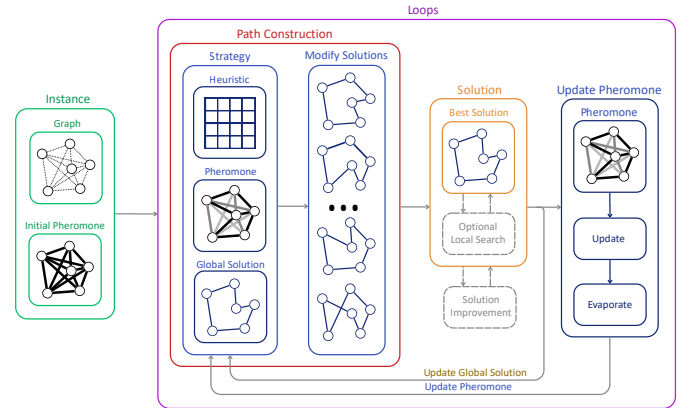 Loops
Path Construction
Strategy
Modify Solutions
Heuristic
Instance
Graph
Initial Pheromone
Pheromone
Global Solution
• • •
Solution
Best Solution
Optional
Local Search
Solution
Improvement
Update Pheromone
Pheromone
Update
Evaporate
Update Global Solution
Update Pheromone